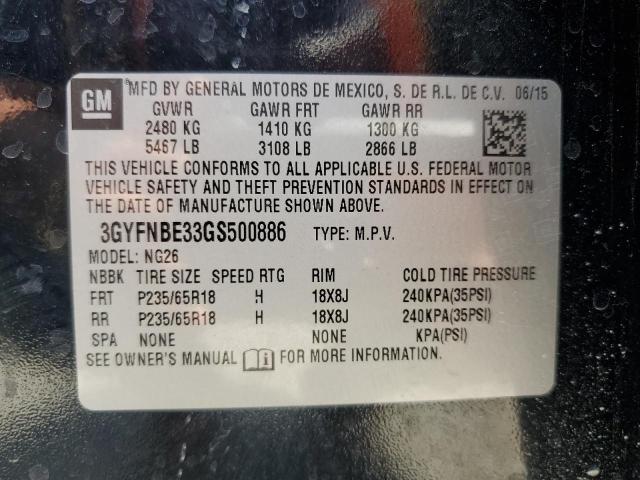 GM
MFD BY GENERAL MOTORS DE MEXICO, S. DE R.L. DE C.V. 06/15
GVWR GAWR FRT GAWR RR
2480 KG 1410 KG 1300 KG
5467 LB 3108 LB 2866 LB
THIS VEHICLE CONFORMS TO ALL APPLICABLE U.S. FEDERAL MOTOR
VEHICLE SAFETY AND THEFT PREVENTION STANDARDS IN EFFECT ON
THE DATE OF MANUFACTURE SHOWN ABOVE.
3GYFNBE33GS500886 TYPE: M.P.V.
MODEL: NG26
NBBK TIRE SIZE SPEED RTG RIM COLD TIRE PRESSURE
FRT P235/65R18 H 18X8J 240KPA(35PSI)
RR P235/65R18 H 18X8J 240KPA(35PSI)
SPA NONE NONE KPA(PSI)
SEE OWNER'S MANUAL FOR MORE INFORMATION.